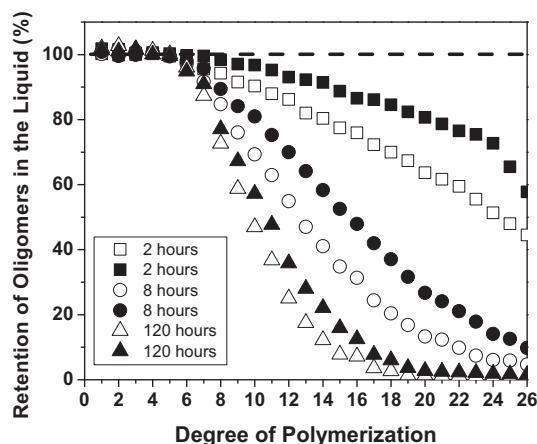 Retention of Oligomers in the Liquid (%)
100
80
60
40
20
0
2 hours
2 hours
8 hours
8 hours
120 hours
120 hours
0 2 4 6 8 10 12 14 16 18 20 22 24 26
Degree of Polymerization